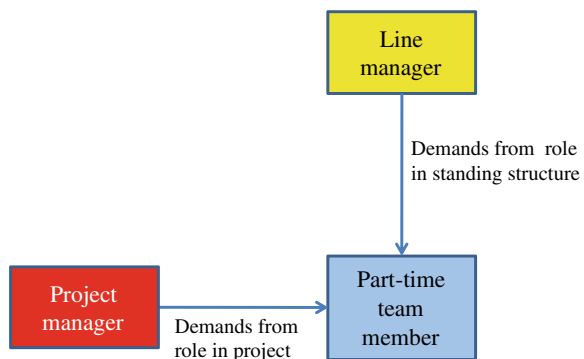 Line
manager
Demands from role
in standing structure
Project
manager
Part-time
team
member
Demands from
role in project